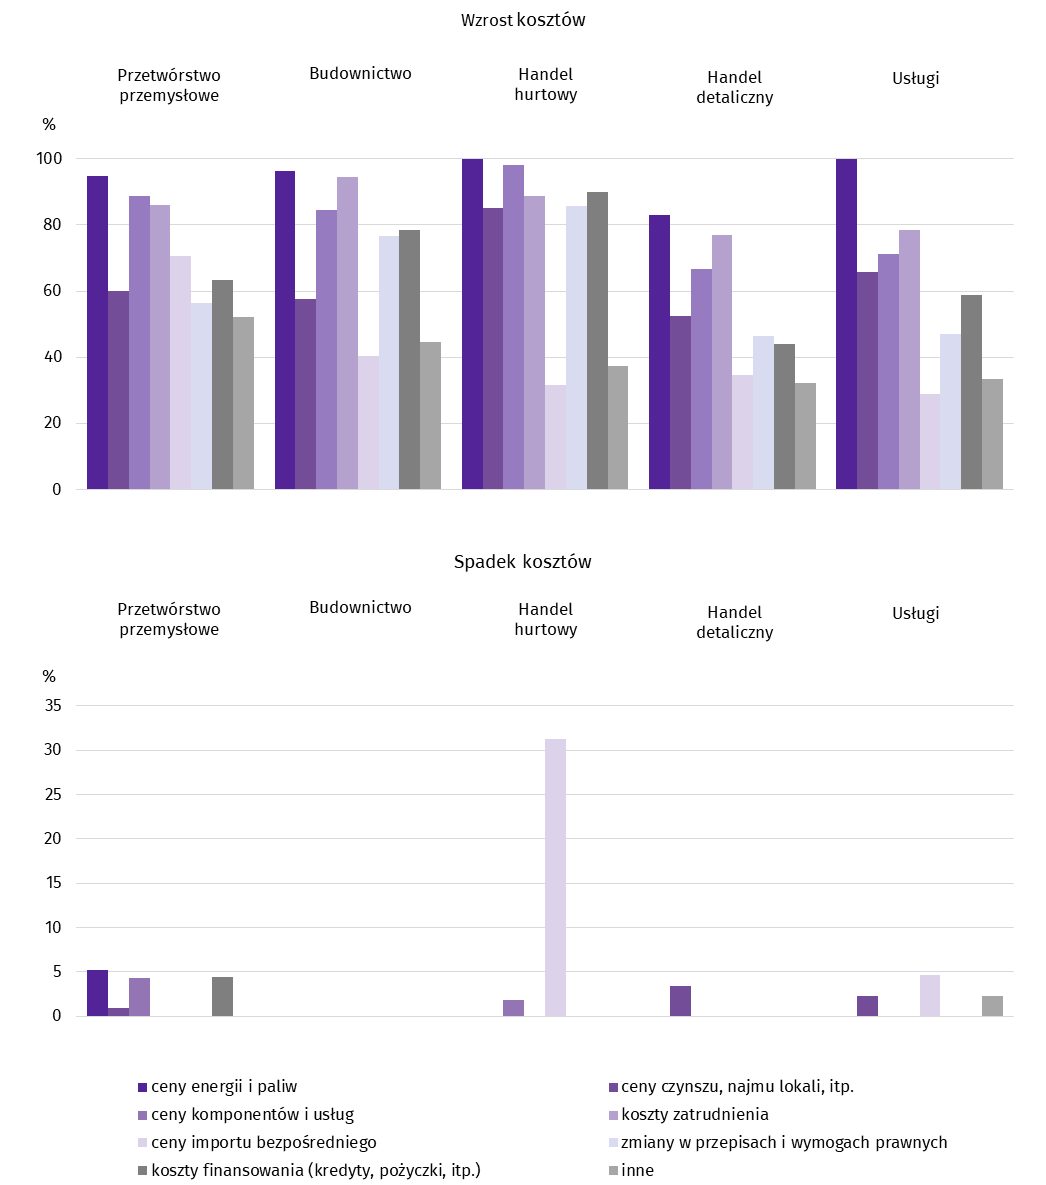 Wzrost kosztów
Przetwórstwo
przemysłowe
Budownictwo
Handel
hurtowy
Handel
detaliczny
Usługi
%
100
80
60
40
20
0
Spadek kosztów
Przetwórstwo
przemysłowe
Budownictwo
Handel
hurtowy
Handel
detaliczny
Usługi
%
35
30
25
20
15
10
5
0
ceny energii i paliw
ceny czynszu, najmu lokali, itp.
ceny komponentów i usług
koszty zatrudnienia
ceny importu bezpośredniego
zmiany w przepisach i wymogach prawnych
koszty finansowania (kredyty, pożyczki, itp.)
inne